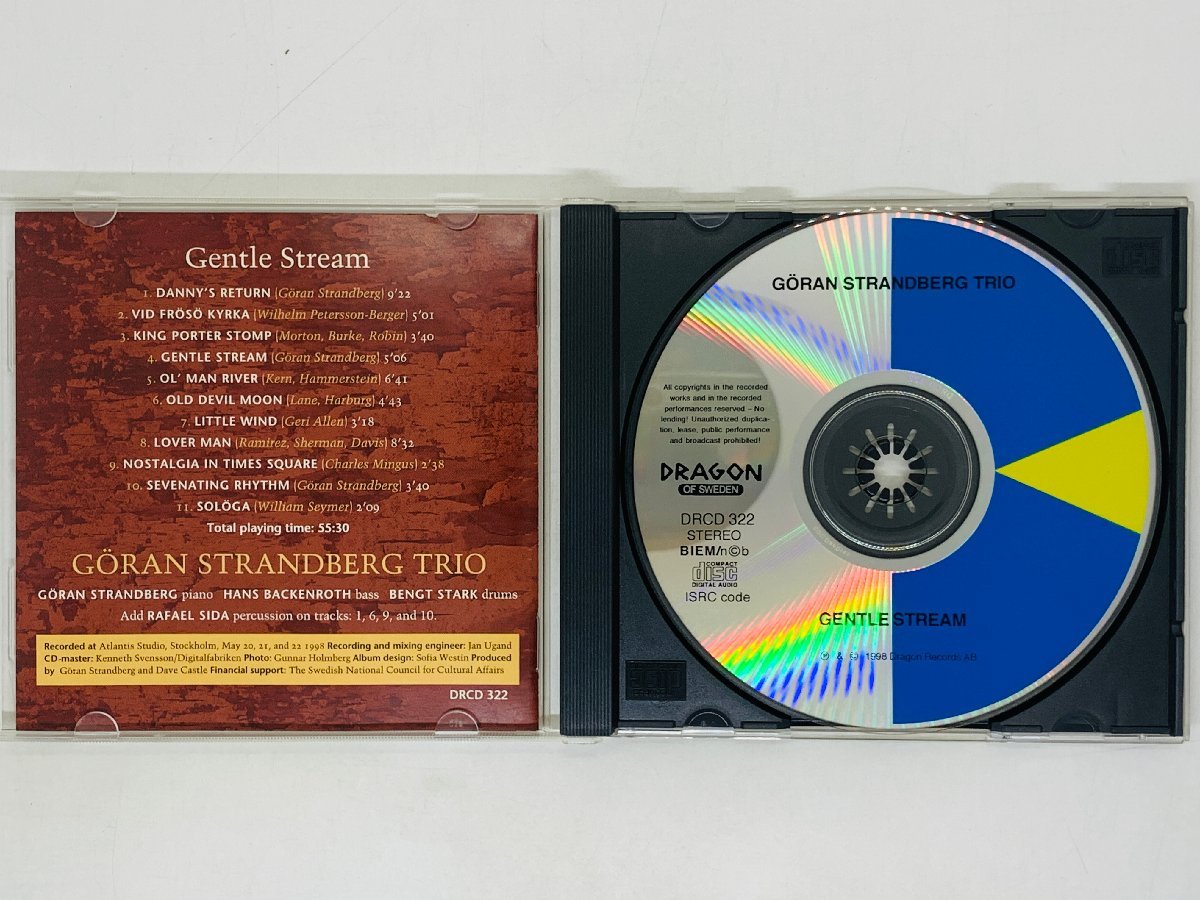 Gentle Stream
1. DANNY'S RETURN (Göran Strandberg) 9'22
2. VID FRÖSÖ KYRKA (Wilhelm Petersson-Berger) 5'01
3. KING PORTER STOMP (Morton, Burke, Robin) 3'40
4. GENTLE STREAM (Göran Strandberg) 5'06
5. OL' MAN RIVER (Kern, Hammerstein) 6'41
6. OLD DEVIL MOON (Lane, Harburg) 4'43
7. LITTLE WIND (Geri Allen) 3'18
8. LOVER MAN (Ramirez, Sherman, Davis) 8'32
9. NOSTALGIA IN TIMES SQUARE (Charles Mingus) 2'38
10. SEVENATING RHYTHM (Göran Strandberg) 3'40
11. SOLÖGA (William Seymer) 2'09
Total playing time: 55:30
GÖRAN STRANDBERG TRIO
GÖRAN STRANDBERG piano HANS BACKENROTH bass BENGT STARK drums
Add RAFAEL SIDA percussion on tracks: 1, 6, 9, and 10.
Recorded at Atlantis Studio, Stockholm, May 20, 21, and 22 1998 Recording and mixing engineer: Jan Ugand
CD-master: Kenneth Svensson/Digitalfabriken Photo: Gunnar Holmberg Album design: Sofia Westin Produced
by Göran Strandberg and Dave Castle Financial support: The Swedish National Council for Cultural Affairs
DRCD 322
GÖRAN STRANDBERG TRIO
All copyrights in the recorded
works and in the recorded
performances reserved – No
lending! Unauthorized duplica-
tion, lease, public performance
and broadcast prohibited!
DRAGON
OF SWEDEN
DRCD 322
STEREO
BIEM/n©b
COMPACT
disc
DIGITAL AUDIO
ISRC code
GENTLE STREAM
℗ & © 1998 Dragon Records AB